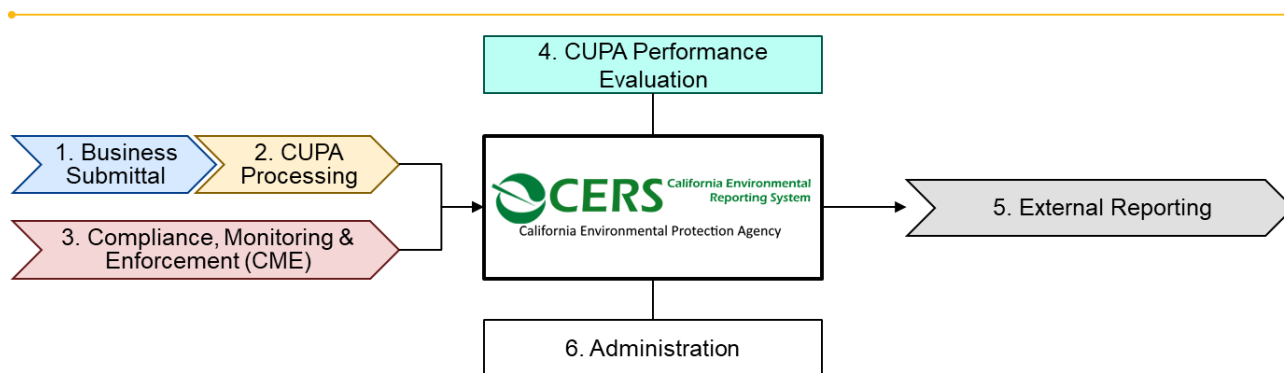 4. CUPA Performance
Evaluation
1. Business
Submittal
2. CUPA
Processing
3. Compliance, Monitoring &
Enforcement (CME)
CERS
California Environmental
Reporting System
California Environmental Protection Agency
5. External Reporting
6. Administration